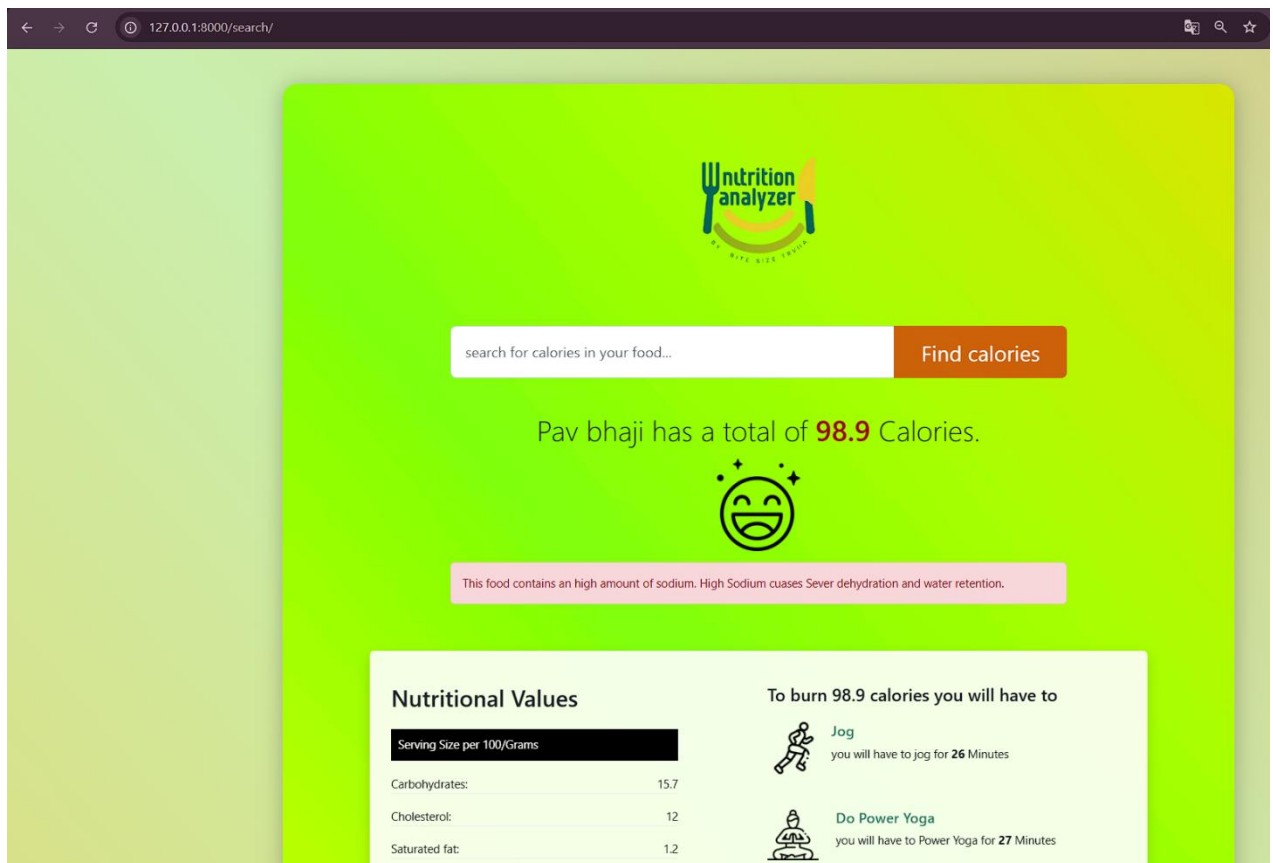 127.0.0.1:8000/search/
nutrition
analyzer
BY BITE SIZE
search for calories in your food...
Find calories
Pav bhaji has a total of 98.9 Calories.
This food contains an high amount of sodium. High Sodium cuases Sever dehydration and water retention.
Nutritional Values
Serving Size per 100/Grams
Carbohydrates: 15.7
Cholesterol: 12
Saturated fat: 1.2
To burn 98.9 calories you will have to
Jog
you will have to jog for 26 Minutes
Do Power Yoga
you will have to Power Yoga for 27 Minutes